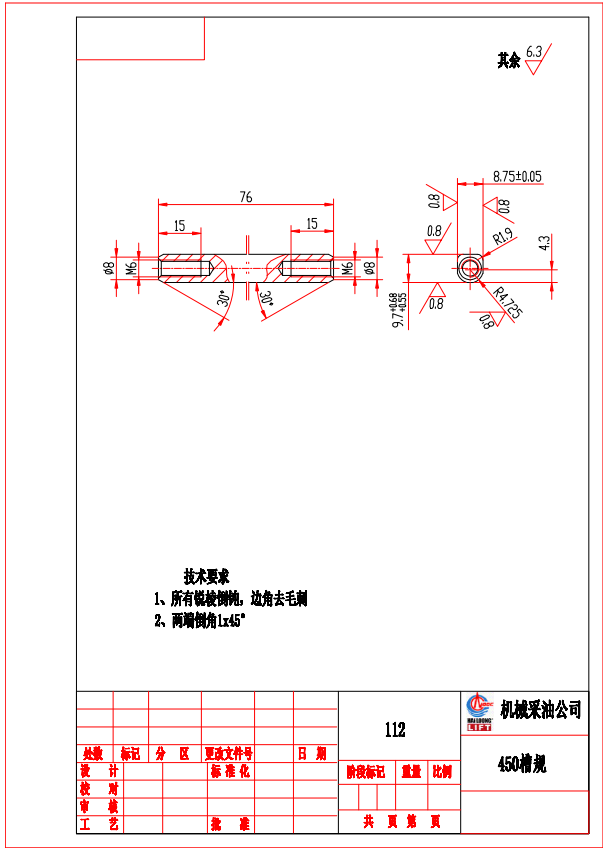 其余 6.3
8.75±0.05
76
0.8
0.8
15
15
0.8
R1.9
4.3
ø8
M6
M6
ø8
30°
30°
9.7+0.68
+0.55
0.8
R4.725
0.8
技术要求
1、所有锐棱倒钝，边角去毛刺
2、两端倒角1x45°
112
HAILUONG
LIFT
机械采油公司
处数 标记 分 区 更改文件号 日 期
450槽规
设 计 标准化
阶段标记 重量 比例
校 对
审 核
工 艺 批 准
共 页 第 页